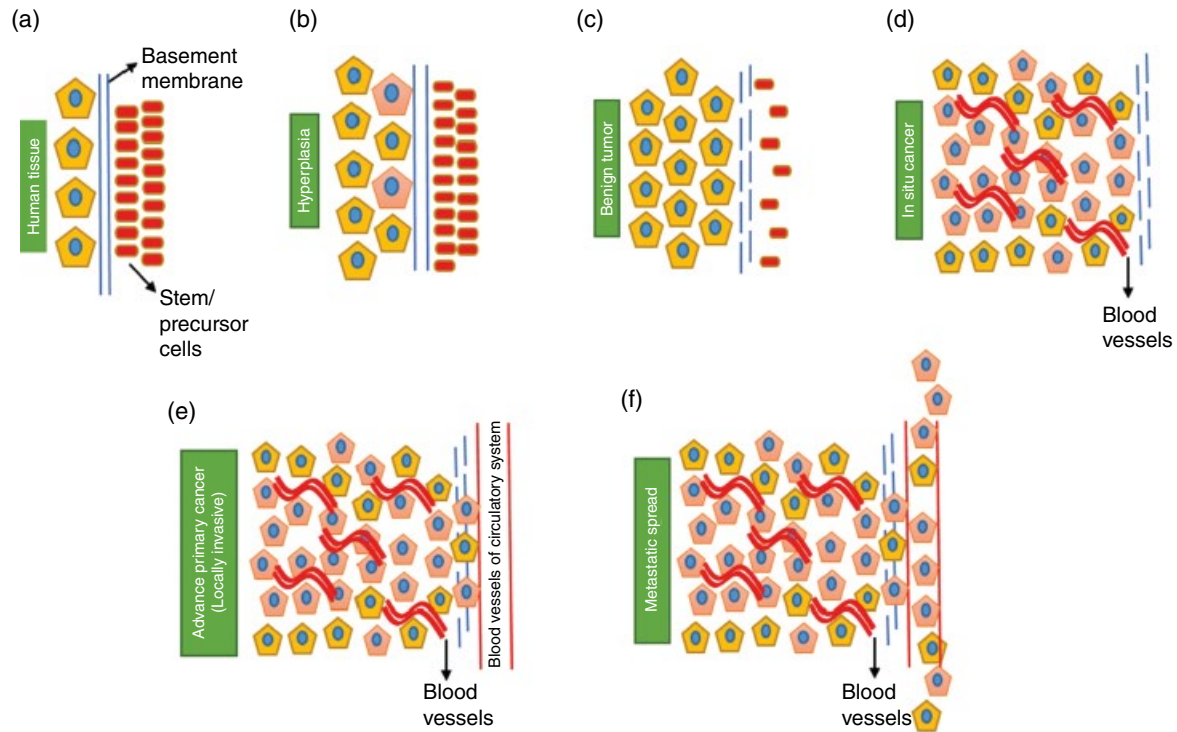 (a)
Human tissue
Basement
membrane
Stem/
precursor
cells
(b)
Hyperplasia
(c)
Benign tumor
(d)
In situ cancer
Blood
vessels
(e)
Advance primary cancer
(Locally invasive)
Blood vessels of circulatory system
Blood
vessels
(f)
Metastatic spread
Blood
vessels